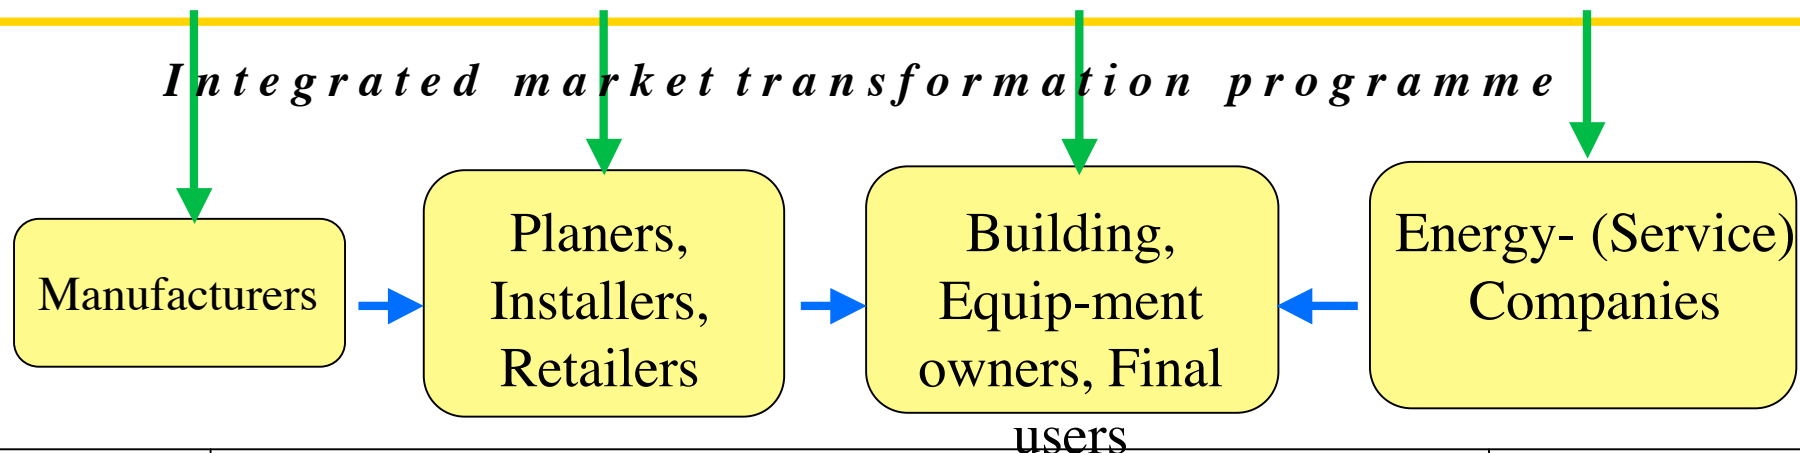 Integrated market transformation programme
Manufacturers
Planers,
Installers,
Retailers
Building,
Equip-ment
owners, Final
users
Energy- (Service)
Companies